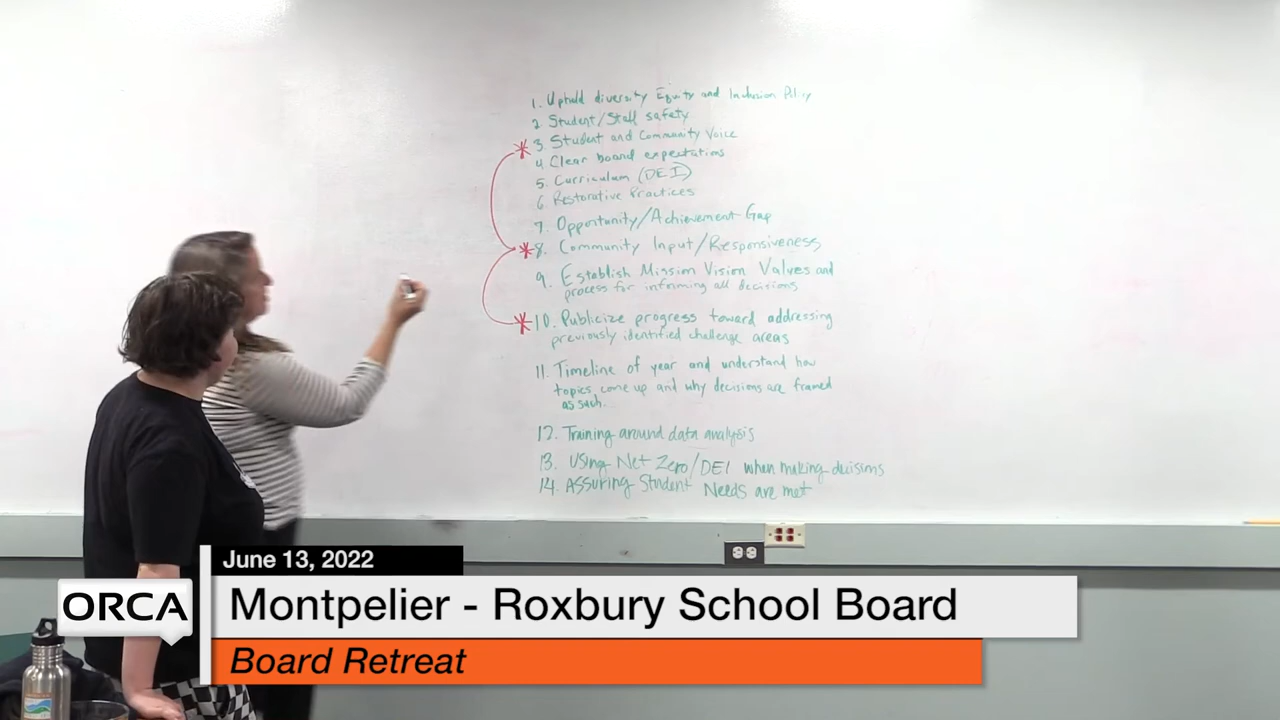 1. Uphold diversity Equity and Inclusion Policy
2. Student/Staff safety
3. Student and Community Voice
4. Clear board expectations
5. Curriculum (DEI)
6. Restorative Practices
7. Opportunity/Achievement Gap
8. Community Input/Responsiveness
9. Establish Mission Vision Values and
process for informing all decisions
10. Publicize progress toward addressing
previously identified challenge areas
11. Timeline of year and understand how
topics come up and why decisions are framed
as such.
12. Training around data analysis
13. Using Net Zero/DEI when making decisions
14. Assuring Student Needs are met
June 13, 2022
ORCA
Montpelier - Roxbury School Board
Board Retreat